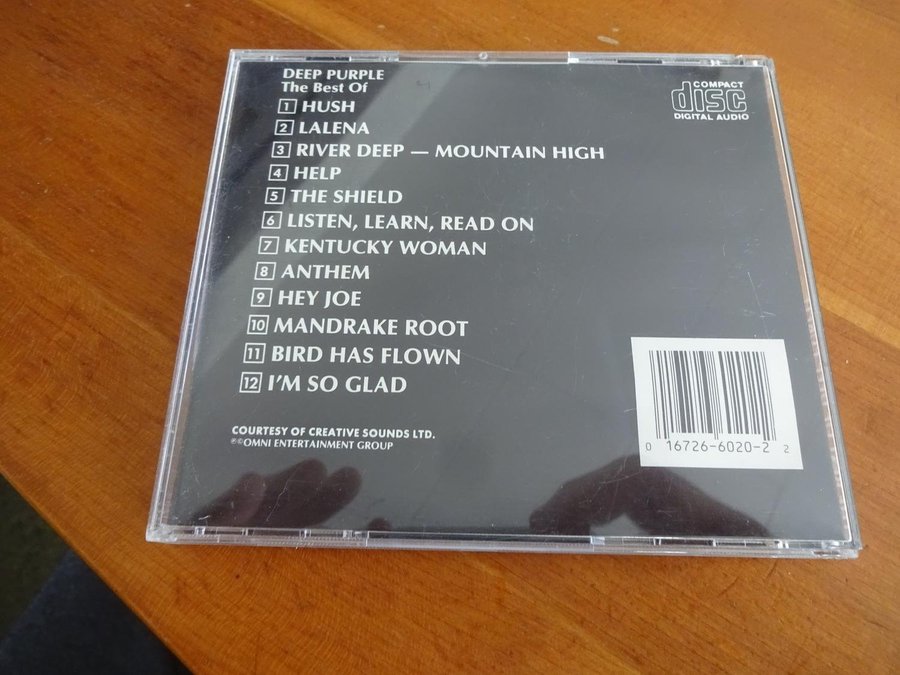 DEEP PURPLE
The Best Of
1 HUSH
2 LALENA
3 RIVER DEEP — MOUNTAIN HIGH
4 HELP
5 THE SHIELD
6 LISTEN, LEARN, READ ON
7 KENTUCKY WOMAN
8 ANTHEM
9 HEY JOE
10 MANDRAKE ROOT
11 BIRD HAS FLOWN
12 I'M SO GLAD
COURTESY OF CREATIVE SOUNDS LTD.
℗©OMNI ENTERTAINMENT GROUP
COMPACT
disc
DIGITAL AUDIO
0 16726-6020-2 2